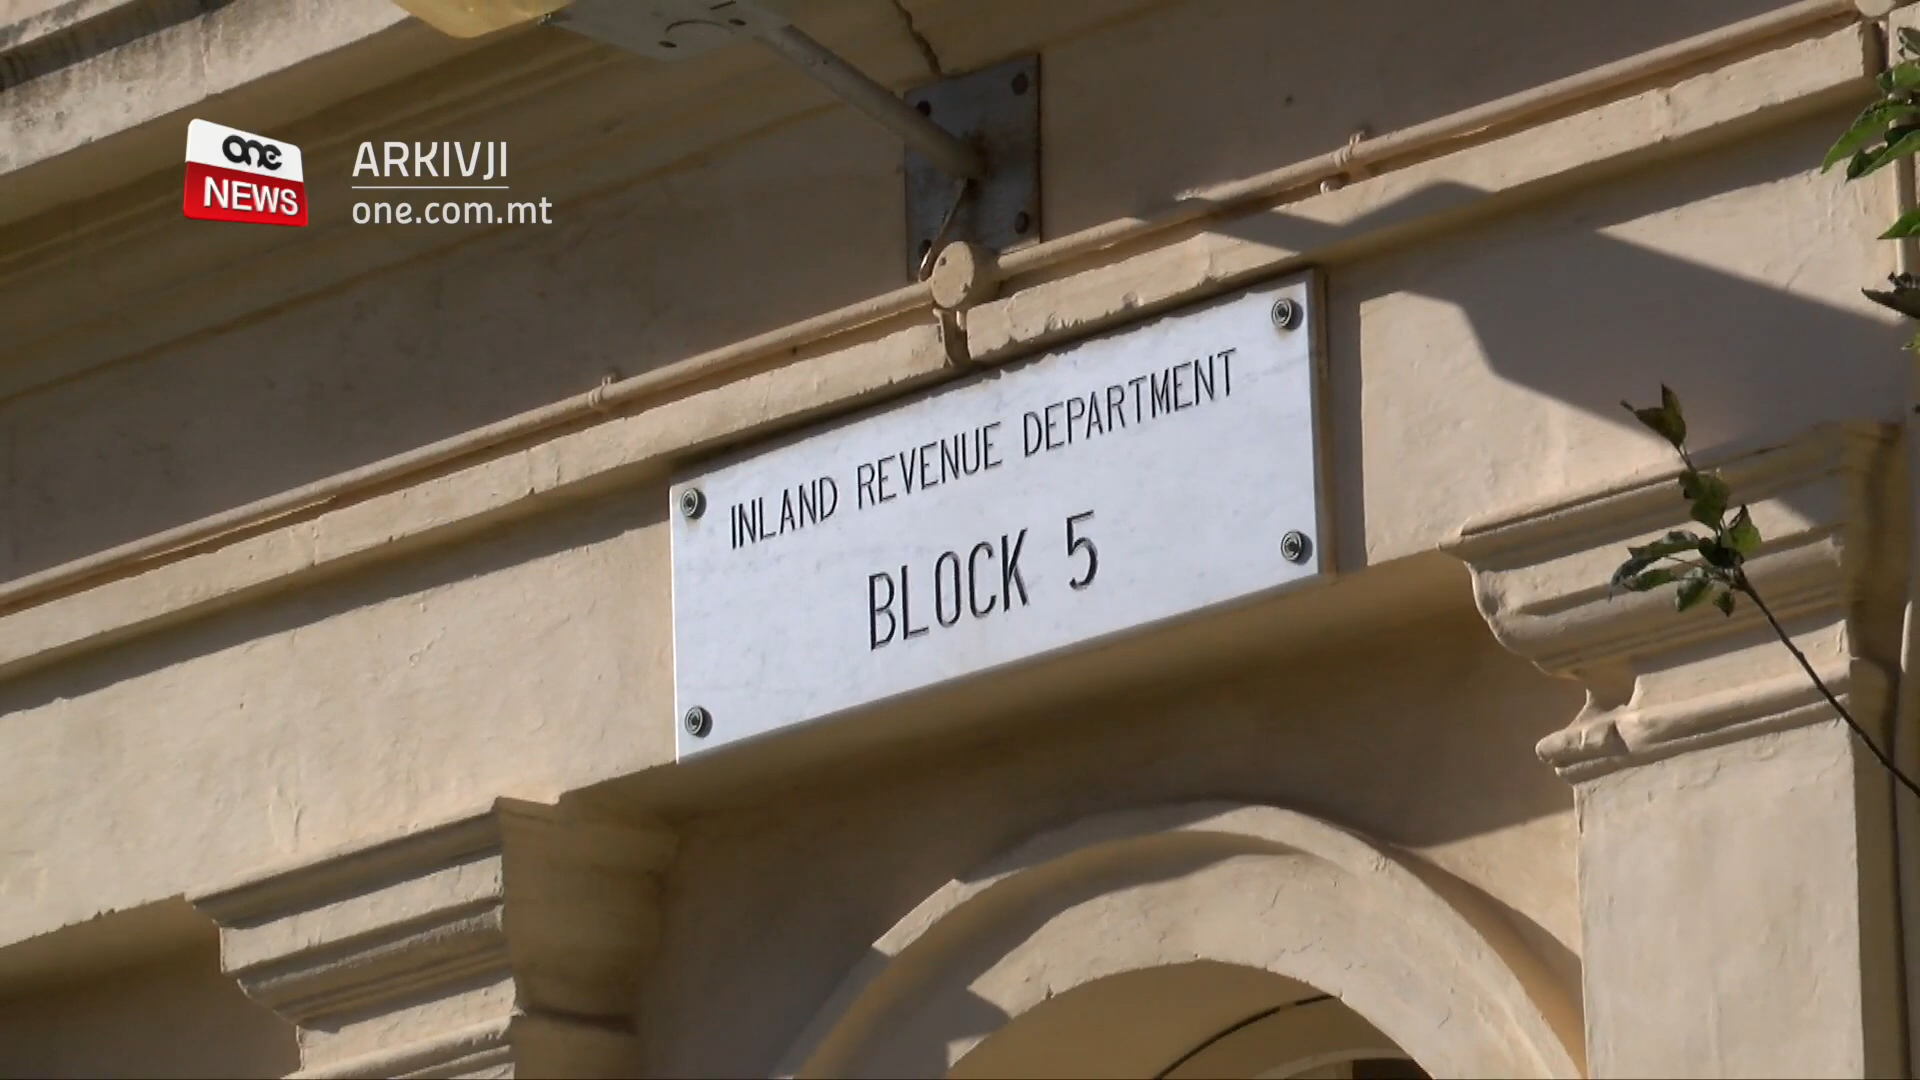 one
NEWS
ARKIVJI
one.com.mt
INLAND REVENUE DEPARTMENT
BLOCK 5